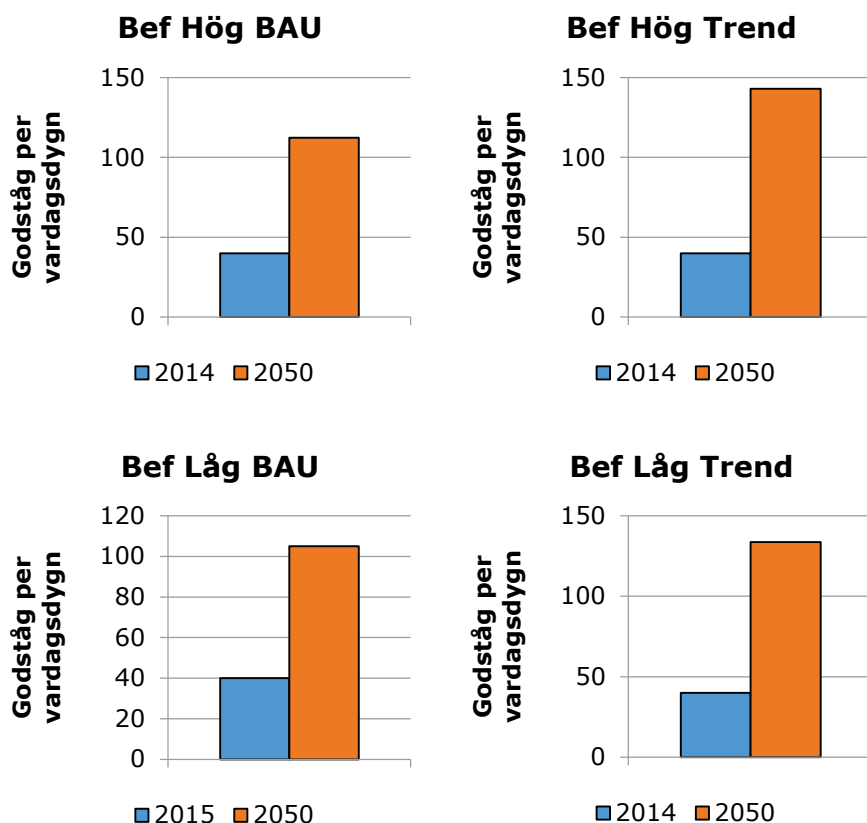 Bef Hög BAU
Godståg per
vardagsdygn
150
100
50
0
2014 2050
Bef Hög Trend
Godståg per
vardagsdygn
150
100
50
0
2014 2050
Bef Låg BAU
Godståg per
vardagsdygn
120
100
80
60
40
20
0
2015 2050
Bef Låg Trend
Godståg per
vardagsdygn
150
100
50
0
2014 2050